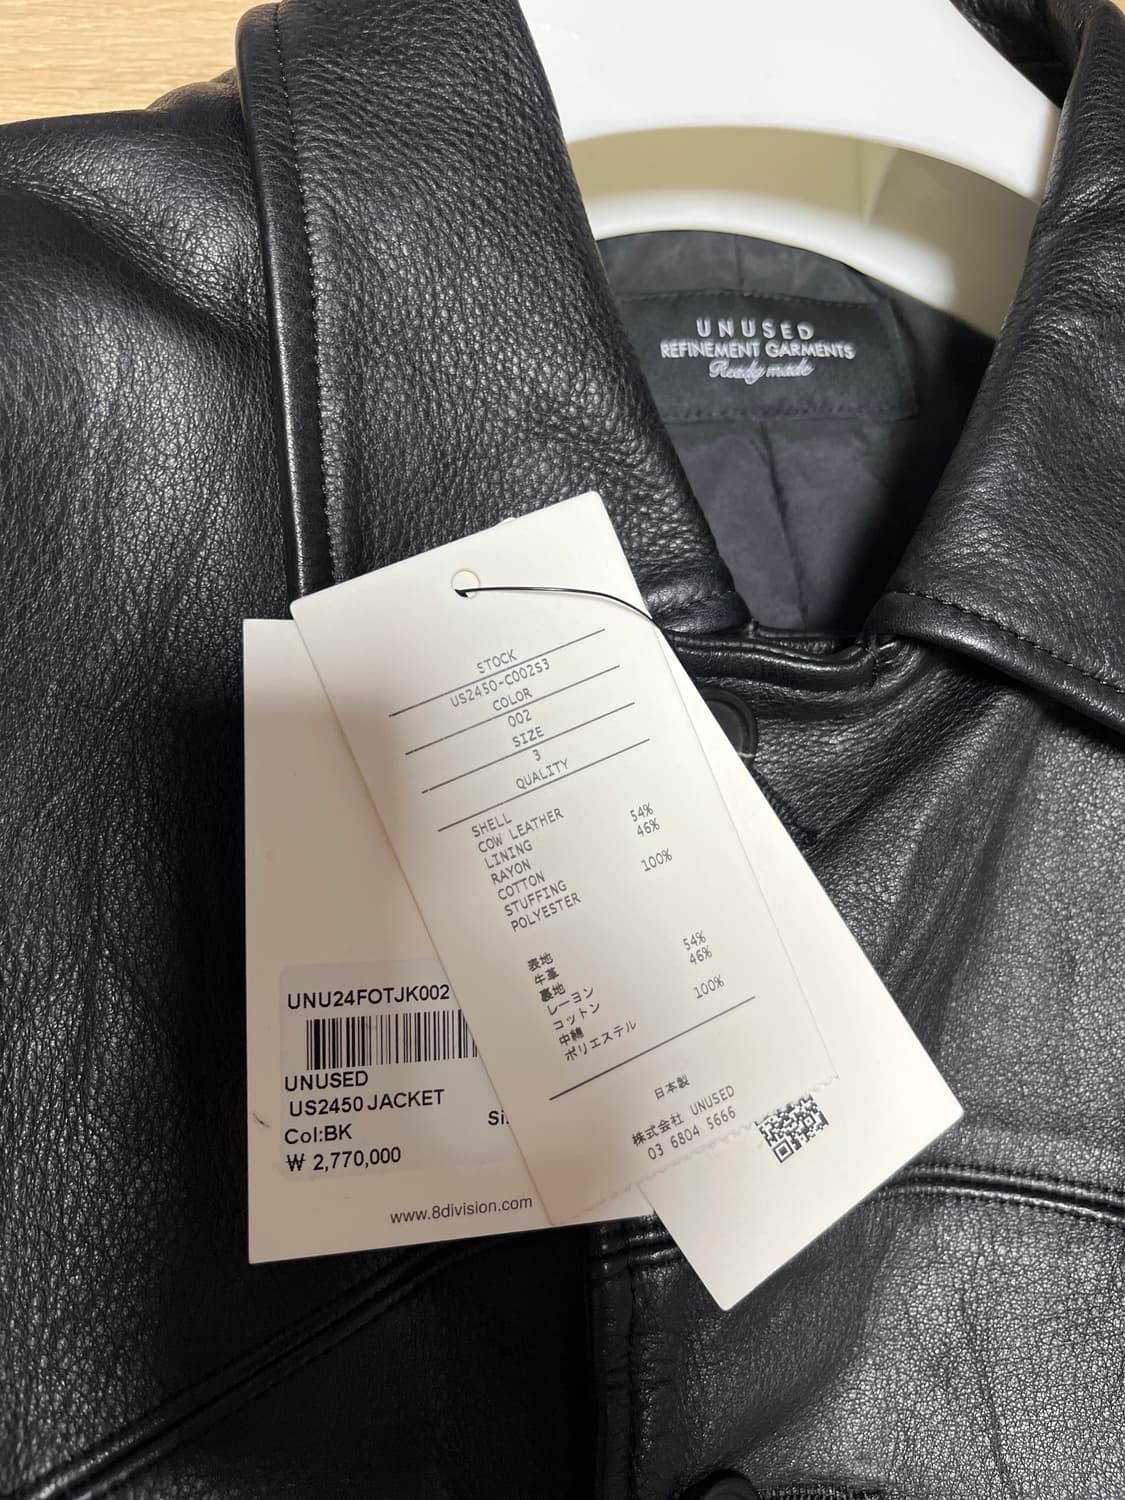 UNUSED
REFINEMENT GARMENTS
Ready made
STOCK
US2450-C002S3
COLOR
002
SIZE
3
QUALITY
SHELL
COW LEATHER
LINING
RAYON 54%
COTTON 46%
STUFFING
POLYESTER 100%
表地
牛革
裏地
レーヨン 54%
コットン 46%
中綿
ポリエステル 100%
日本製
株式会社 UNUSED
03 6804 5666
UNU24FOTJK002
UNUSED
US2450 JACKET
Col:BK
₩ 2,770,000
www.8division.com